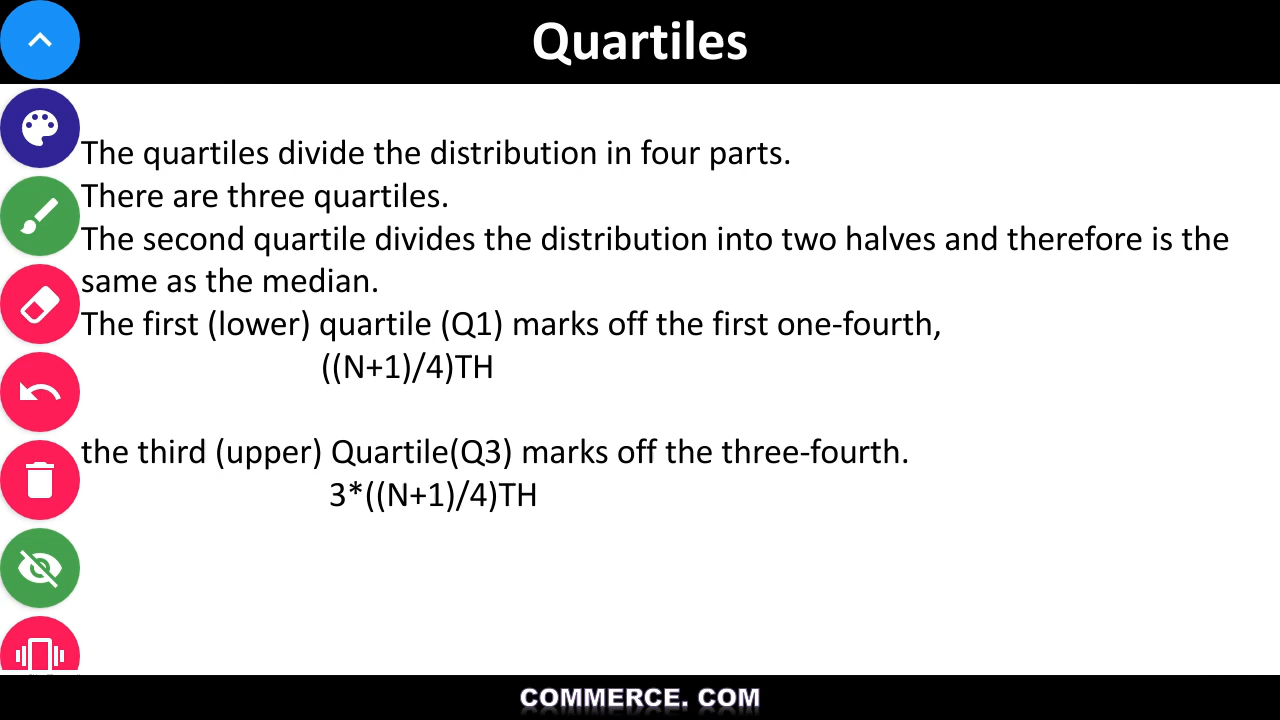 Quartiles
The quartiles divide the distribution in four parts.
There are three quartiles.
The second quartile divides the distribution into two halves and therefore is the
same as the median.
The first (lower) quartile (Q1) marks off the first one-fourth,
((N+1)/4)TH
the third (upper) Quartile(Q3) marks off the three-fourth.
3*((N+1)/4)TH
COMMERCE. COM